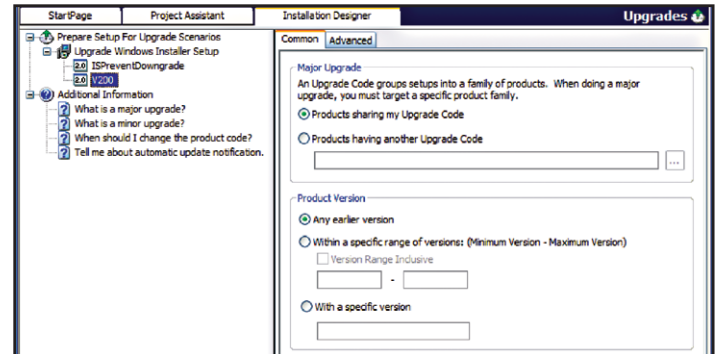 StartPage
Project Assistant
Installation Designer
Upgrades
Prepare Setup For Upgrade Scenarios
Upgrade Windows Installer Setup
2.0 ISPreventDowngrade
2.0 V200
Additional Information
What is a major upgrade?
What is a minor upgrade?
When should I change the product code?
Tell me about automatic update notification.
Common
Advanced
Major Upgrade
An Upgrade Code groups setups into a family of products. When doing a major
upgrade, you must target a specific product family.
Products sharing my Upgrade Code
Products having another Upgrade Code
...
Product Version
Any earlier version
Within a specific range of versions: (Minimum Version - Maximum Version)
Version Range Inclusive
-
With a specific version